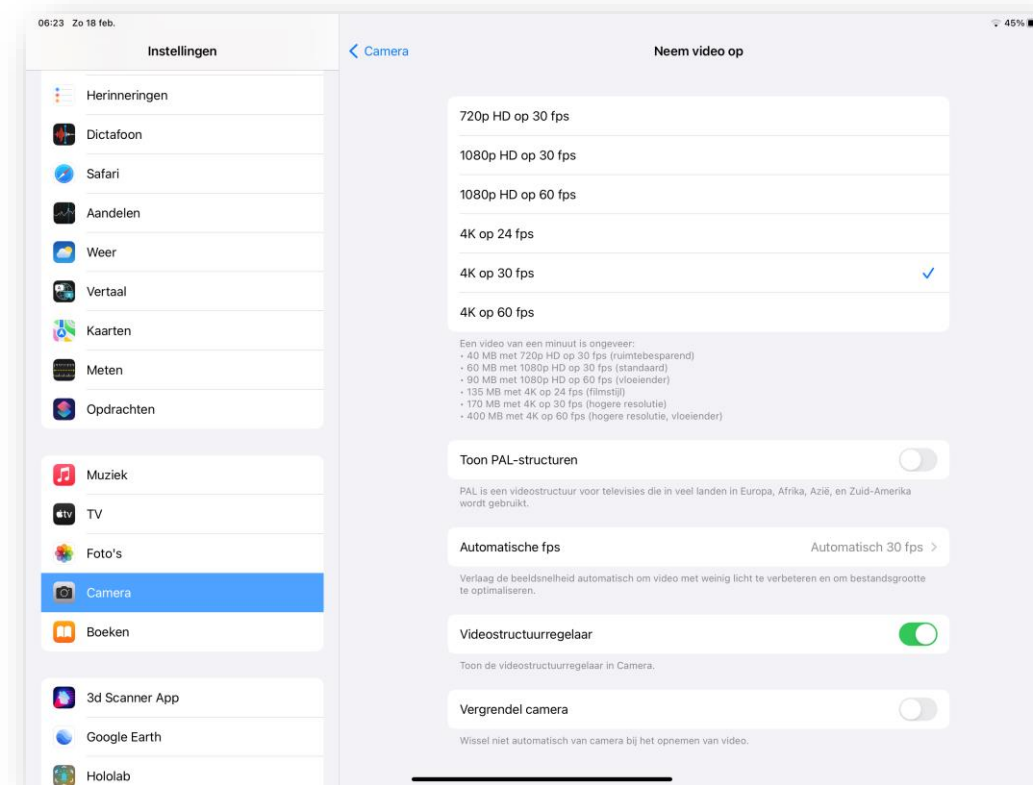 06:23 Zo 18 feb.
45%
Instellingen
Herinneringen
Dictafoon
Safari
Aandelen
Weer
Vertaal
Kaarten
Meten
Opdrachten
Muziek
tv
TV
Foto's
Camera
Boeken
3d Scanner App
Google Earth
Hololab
Camera
Neem video op
720p HD op 30 fps
1080p HD op 30 fps
1080p HD op 60 fps
4K op 24 fps
4K op 30 fps
4K op 60 fps
Een video van een minuut is ongeveer:
• 40 MB met 720p HD op 30 fps (ruimtebesparend)
• 60 MB met 1080p HD op 30 fps (standaard)
• 90 MB met 1080p HD op 60 fps (vloeiender)
• 135 MB met 4K op 24 fps (filmstijl)
• 170 MB met 4K op 30 fps (hogere resolutie)
• 400 MB met 4K op 60 fps (hogere resolutie, vloeiender)
Toon PAL-structuren
PAL is een videostructuur voor televisies die in veel landen in Europa, Afrika, Azië, en Zuid-Amerika
wordt gebruikt.
Automatische fps Automatisch 30 fps
Verlaag de beeldsnelheid automatisch om video met weinig licht te verbeteren en om bestandsgrootte
te optimaliseren.
Videostructuurregelaar
Toon de videostructuurregelaar in Camera.
Vergrendel camera
Wissel niet automatisch van camera bij het opnemen van video.